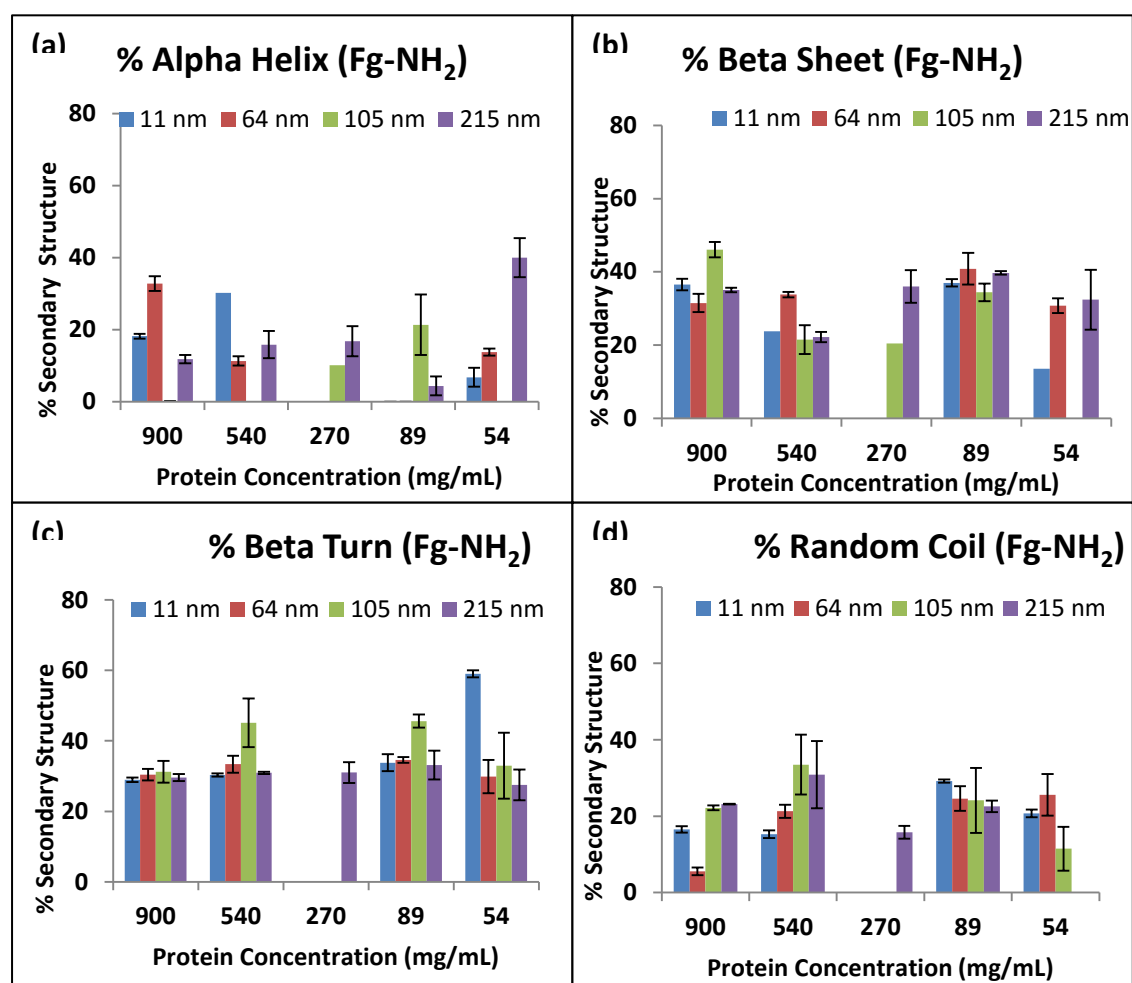 (a)
% Alpha Helix (Fg-NH₂)
11 nm 64 nm 105 nm 215 nm
80
60
40
20
0
% Secondary Structure
900 540 270 89 54
Protein Concentration (mg/mL)
(b)
% Beta Sheet (Fg-NH₂)
11 nm 64 nm 105 nm 215 nm
80
60
40
20
0
% Secondary Structure
900 540 270 89 54
Protein Concentration (mg/mL)
(c)
% Beta Turn (Fg-NH₂)
11 nm 64 nm 105 nm 215 nm
80
60
40
20
0
% Secondary Structure
900 540 270 89 54
Protein Concentration (mg/mL)
(d)
% Random Coil (Fg-NH₂)
11 nm 64 nm 105 nm 215 nm
80
60
40
20
0
% Secondary Structure
900 540 270 89 54
Protein Concentration (mg/mL)